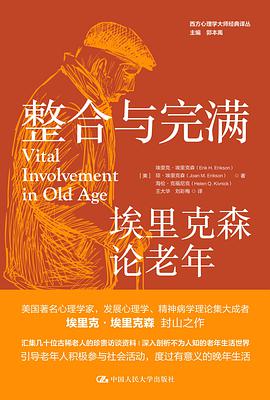 西方心理学大师经典译丛
主编 郭本禹
整合与完满
Vital
Involvement
in Old Age
[美]
埃里克·埃里克森（Erik H. Erikson）
琼·埃里克森（Joan M. Erikson）
海伦·克福尼克（Helen Q. Kivnick）
著
王大华 刘彩梅 译
埃里克森
论老年
美国著名心理学家，发展心理学、精神病学理论集大成者
埃里克·埃里克森 封山之作
汇集几十位古稀老人的珍贵访谈资料｜深入剖析不为人知的老年生活世界
引导老年人积极参与社会活动，度过有意义的晚年生活
中国人民大学出版社